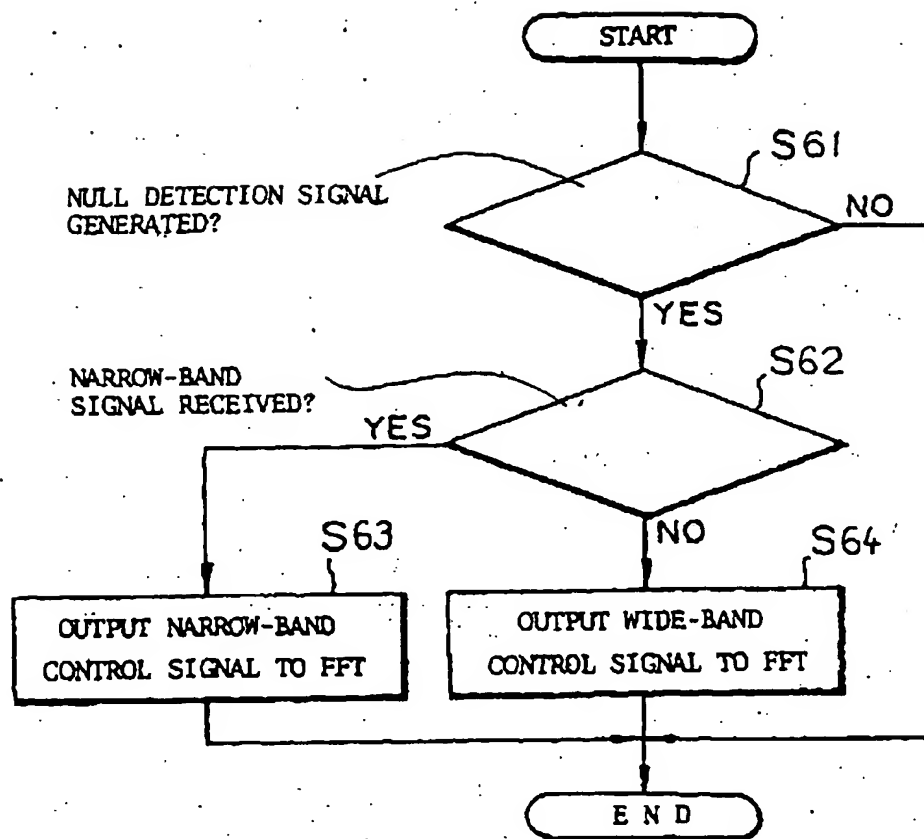 START
S61
NULL DETECTION SIGNAL
GENERATED?
NO
YES
S62
NARROW-BAND
SIGNAL RECEIVED?
YES
NO
S63
S64
OUTPUT NARROW-BAND
CONTROL SIGNAL TO FFT
OUTPUT WIDE-BAND
CONTROL SIGNAL TO FFT
END